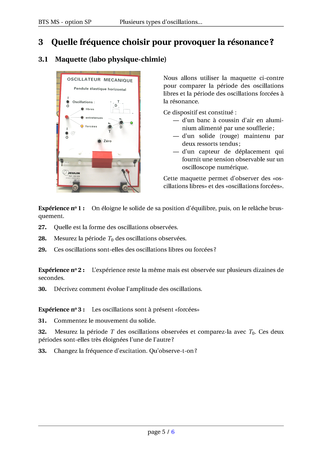 BTS MS - option SP Plusieurs types d'oscillations...
3 Quelle fréquence choisir pour provoquer la résonance ?
3.1 Maquette (labo physique-chimie)
OSCILLATEUR MECANIQUE
Pendule élastique horizontal
Oscillations
Zéro
Nous allons utiliser la maquette ci-contre
pour comparer la période des oscillations
libres et la période des oscillations forcées à
la résonance.
Ce dispositif est constitué :
— d'un banc à coussin d'air en alumi-
nium alimenté par une soufflerie ;
— d'un solide (rouge) maintenu par
deux ressorts tendus ;
— d'un capteur de déplacement qui
fournit une tension observable sur un
oscilloscope numérique.
Cette maquette permet d'observer des «os-
cillations libres» et des «oscillations forcées».
Expérience nº 1 : On éloigne le solide de sa position d'équilibre, puis, on le relâche brus-
quement.
27. Quelle est la forme des oscillations observées.
28. Mesurez la période T0 des oscillations observées.
29. Ces oscillations sont-elles des oscillations libres ou forcées ?
Expérience nº 2 : L'expérience reste la même mais est observée sur plusieurs dizaines de
secondes.
30. Décrivez comment évolue l'amplitude des oscillations.
Expérience nº 3 : Les oscillations sont à présent «forcées»
31. Commentez le mouvement du solide.
32. Mesurez la période T des oscillations observées et comparez-la avec T0. Ces deux
périodes sont-elles très éloignées l'une de l'autre ?
33. Changez la fréquence d'excitation. Qu'observe-t-on ?
page 5 / 6